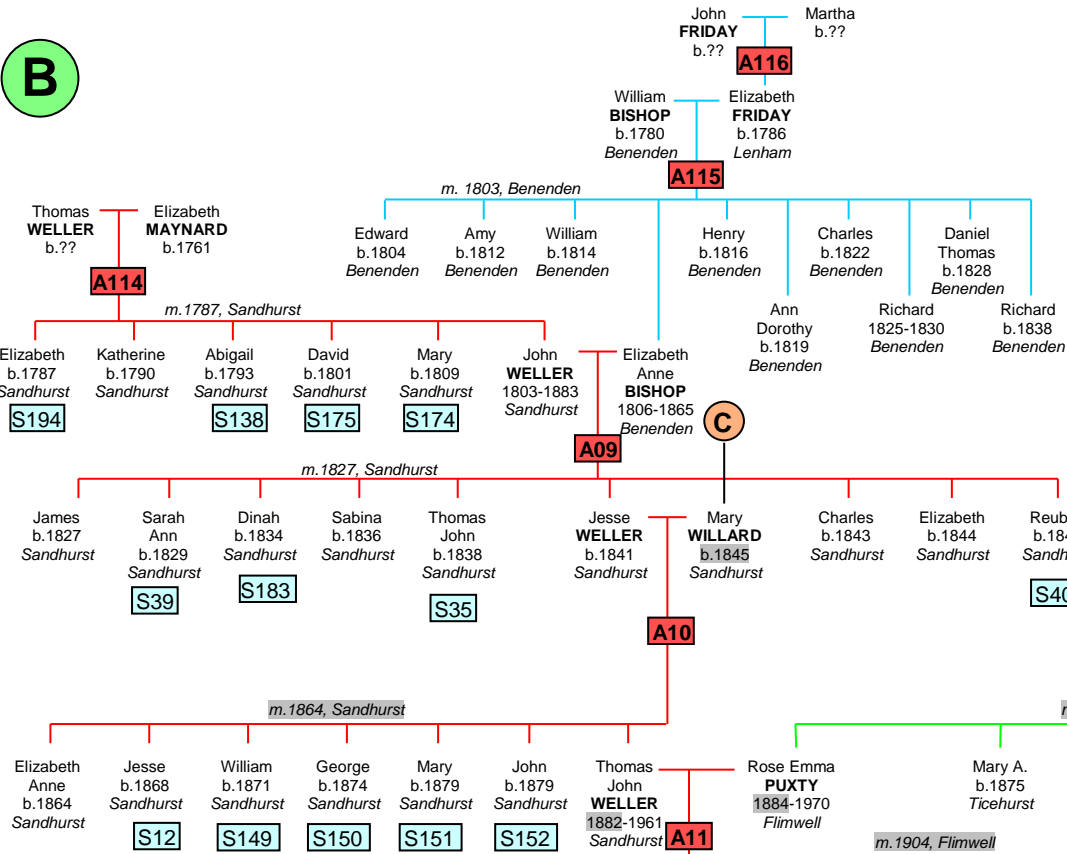 B
John
FRIDAY
b.??
Martha
b.??
A116
William
BISHOP
b.1780
Benenden
Elizabeth
FRIDAY
b.1786
Lenham
A115
m. 1803, Benenden
Thomas
WELLER
b.??
Elizabeth
MAYNARD
b.1761
A114
m.1787, Sandhurst
Edward
b.1804
Benenden
Amy
b.1812
Benenden
William
b.1814
Benenden
Henry
b.1816
Benenden
Ann
Dorothy
b.1819
Benenden
Charles
b.1822
Benenden
Richard
1825-1830
Benenden
Daniel
Thomas
b.1828
Benenden
Richard
b.1838
Benenden
Elizabeth
b.1787
Sandhurst
S194
Katherine
b.1790
Sandhurst
Abigail
b.1793
Sandhurst
S138
David
b.1801
Sandhurst
S175
Mary
b.1809
Sandhurst
S174
John
WELLER
1803-1883
Sandhurst
Elizabeth
Anne
BISHOP
1806-1865
Benenden
C
A09
m.1827, Sandhurst
James
b.1827
Sandhurst
Sarah
Ann
b.1829
Sandhurst
S39
Dinah
b.1834
Sandhurst
S183
Sabina
b.1836
Sandhurst
Thomas
John
b.1838
Sandhurst
S35
Jesse
WELLER
b.1841
Sandhurst
Mary
WILLARD
b.1845
Sandhurst
Charles
b.1843
Sandhurst
Elizabeth
b.1844
Sandhurst
Reub
b.184
Sandh
S40
A10
m.1864, Sandhurst
Elizabeth
Anne
b.1864
Sandhurst
Jesse
b.1868
Sandhurst
S12
William
b.1871
Sandhurst
S149
George
b.1874
Sandhurst
S150
Mary
b.1879
Sandhurst
S151
John
b.1879
Sandhurst
S152
Thomas
John
WELLER
1882-1961
Sandhurst
A11
Rose Emma
PUXTY
1884-1970
Flimwell
Mary A.
b.1875
Ticehurst
m.1904, Flimwell